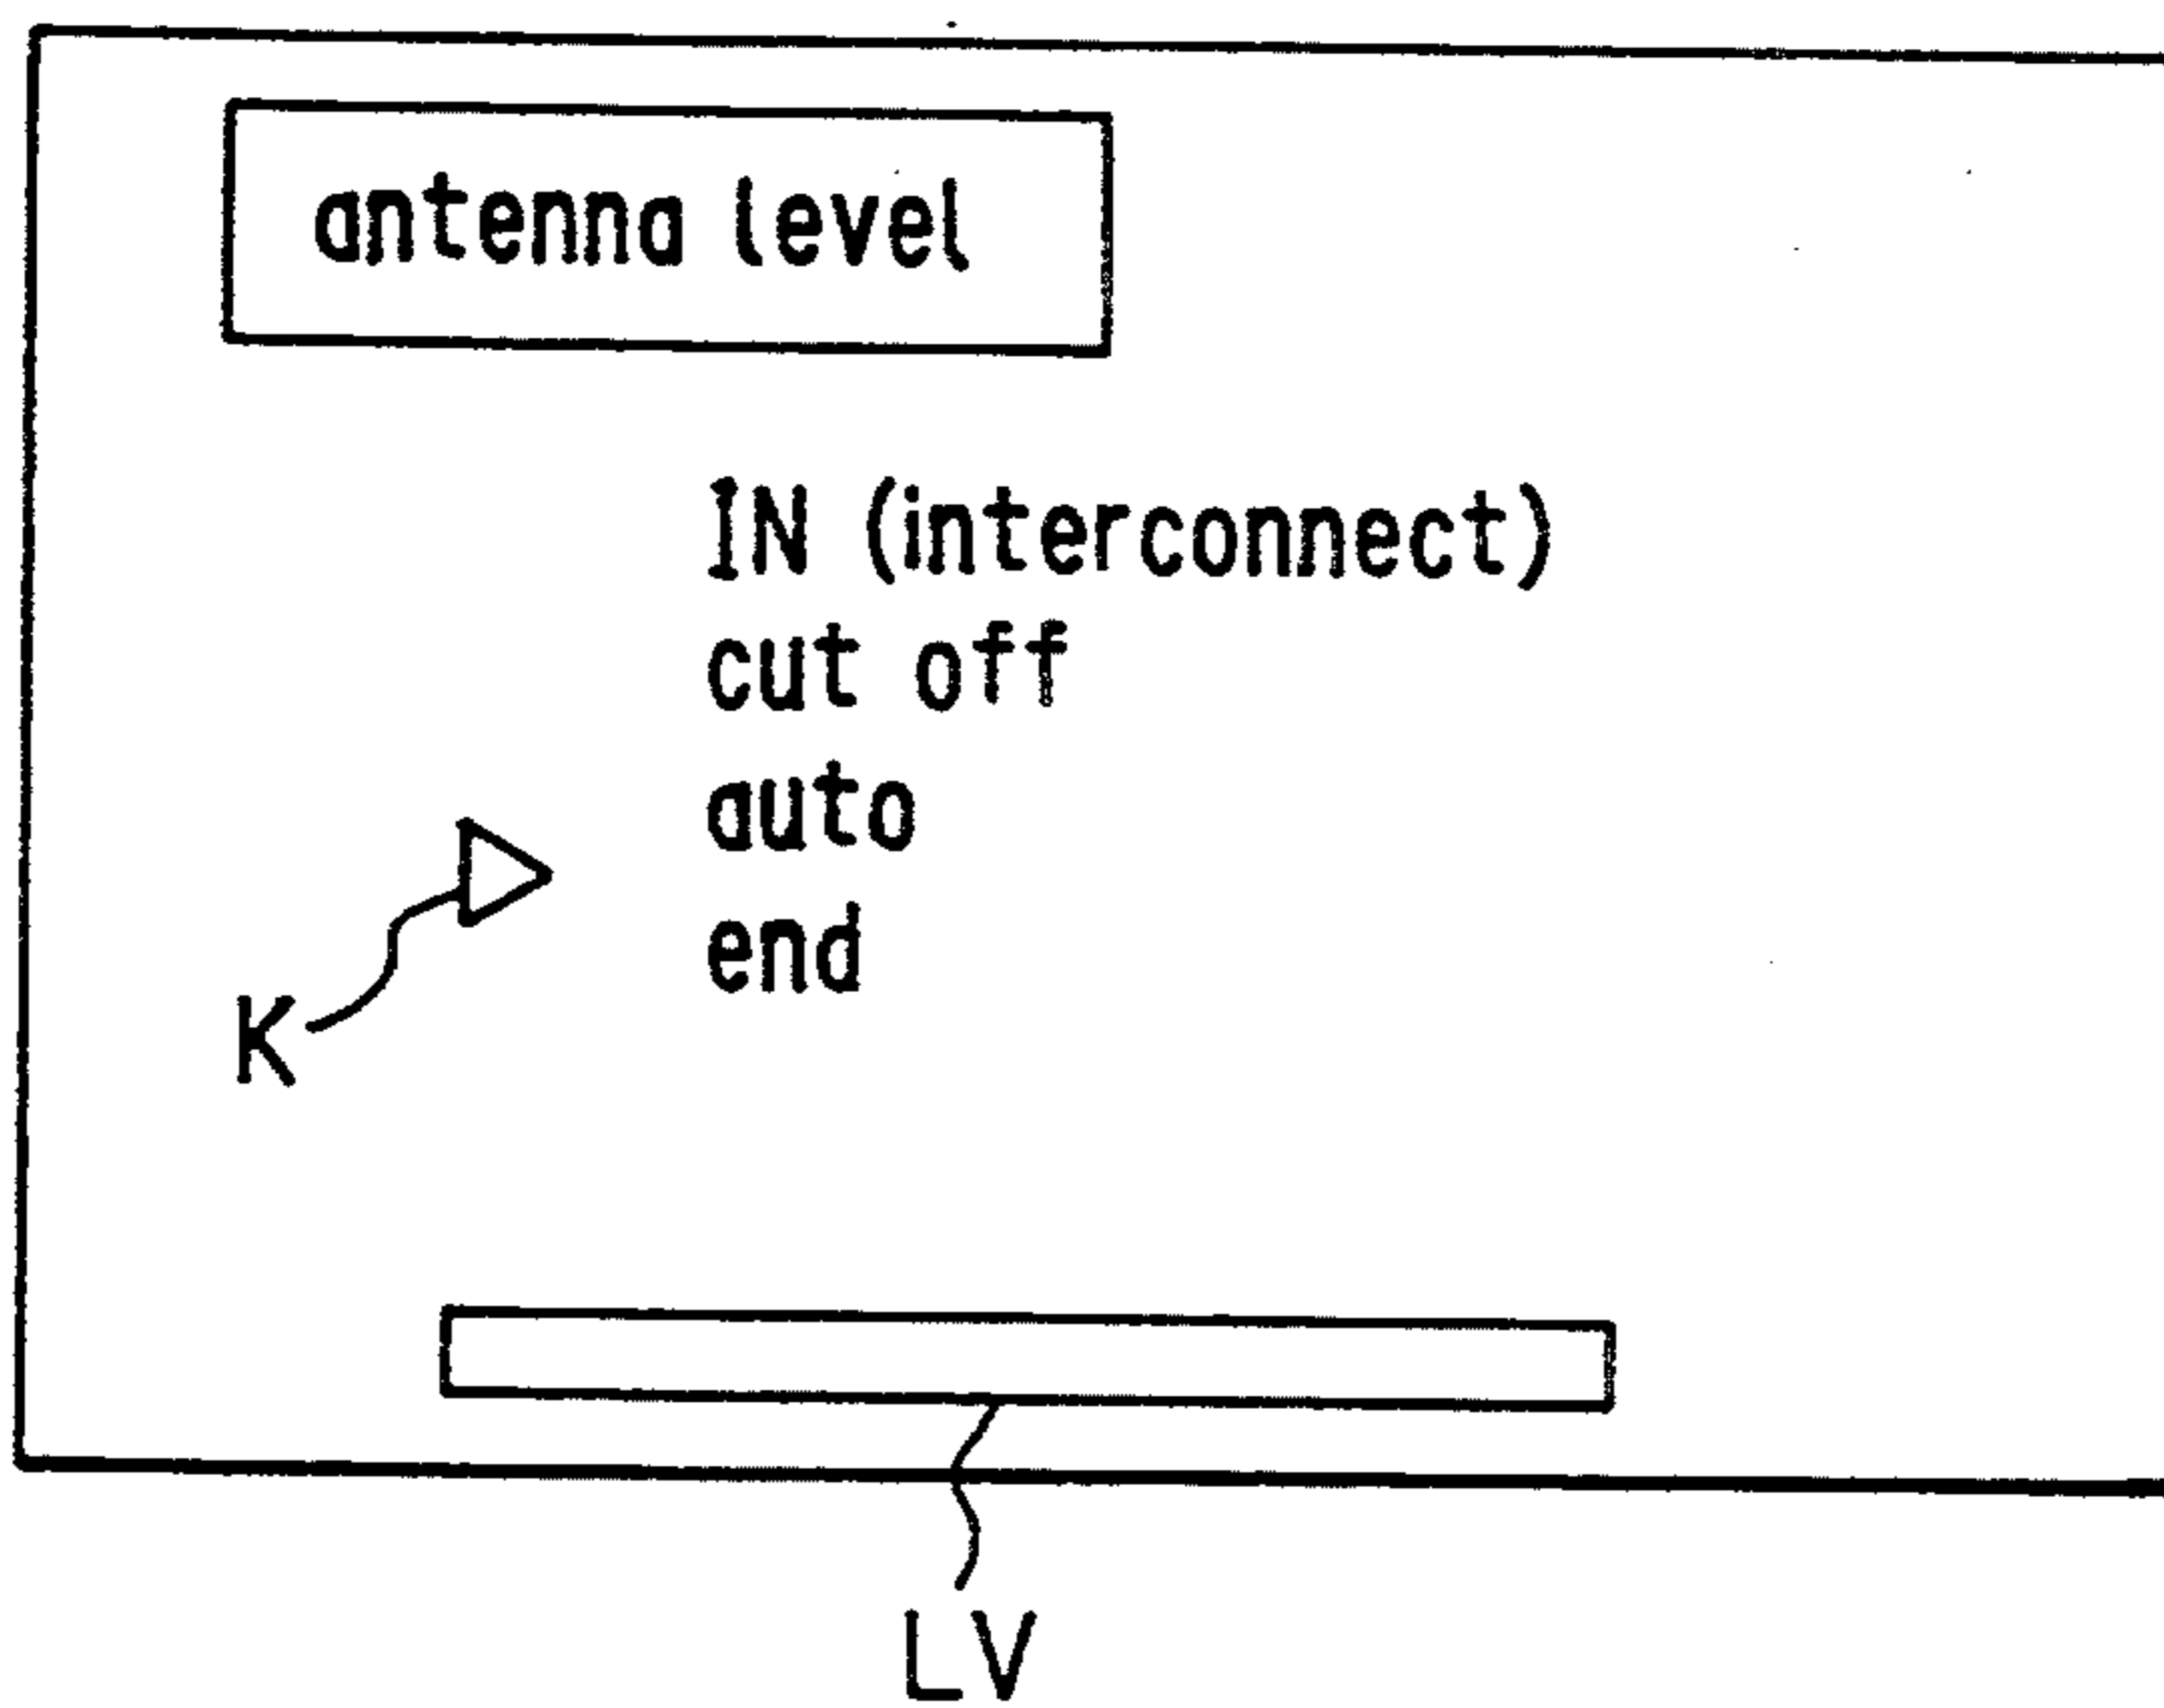 antenna level
IN (interconnect)
cut off
auto
end
K
LV